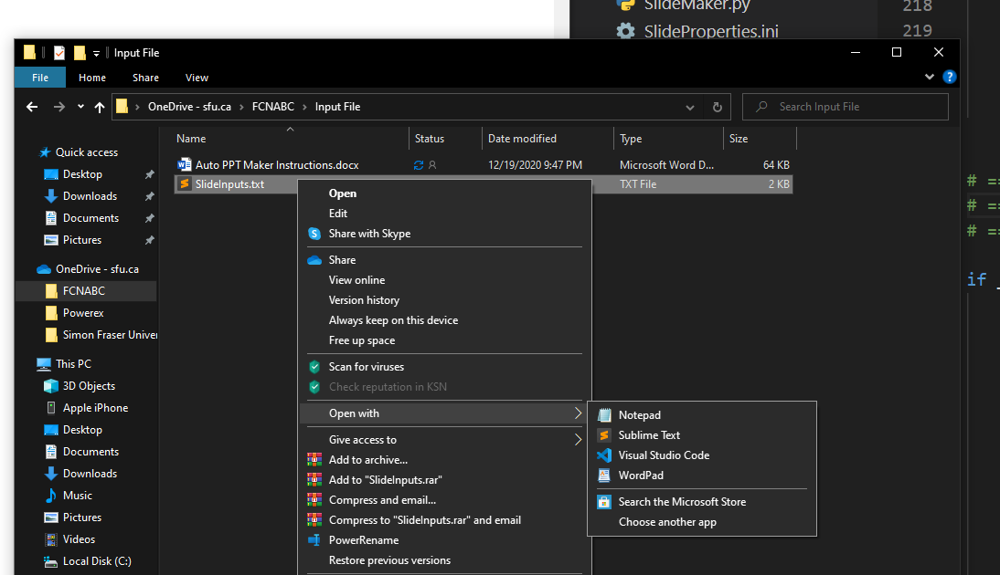 SlideMaker.py
218
SlideProperties.ini
219
Input File
File Home Share View
OneDrive - sfu.ca FCNABC Input File
Search Input File
Name Status Date modified Type Size
Auto PPT Maker Instructions.docx 12/19/2020 9:47 PM Microsoft Word D... 64 KB
SlideInputs.txt TXT File 2 KB
Quick access
Desktop
Downloads
Documents
Pictures
OneDrive - sfu.ca
FCNABC
Powerex
Simon Fraser Univer
This PC
3D Objects
Apple iPhone
Desktop
Documents
Downloads
Music
Pictures
Videos
Local Disk (C:)
Open
Edit
Share with Skype
Share
View online
Version history
Always keep on this device
Free up space
Scan for viruses
Check reputation in KSN
Open with
Give access to
Add to archive...
Add to "SlideInputs.rar"
Compress and email...
Compress to "SlideInputs.rar" and email
PowerRename
Restore previous versions
Notepad
Sublime Text
Visual Studio Code
WordPad
Search the Microsoft Store
Choose another app
# ==
# ==
# ==
if _